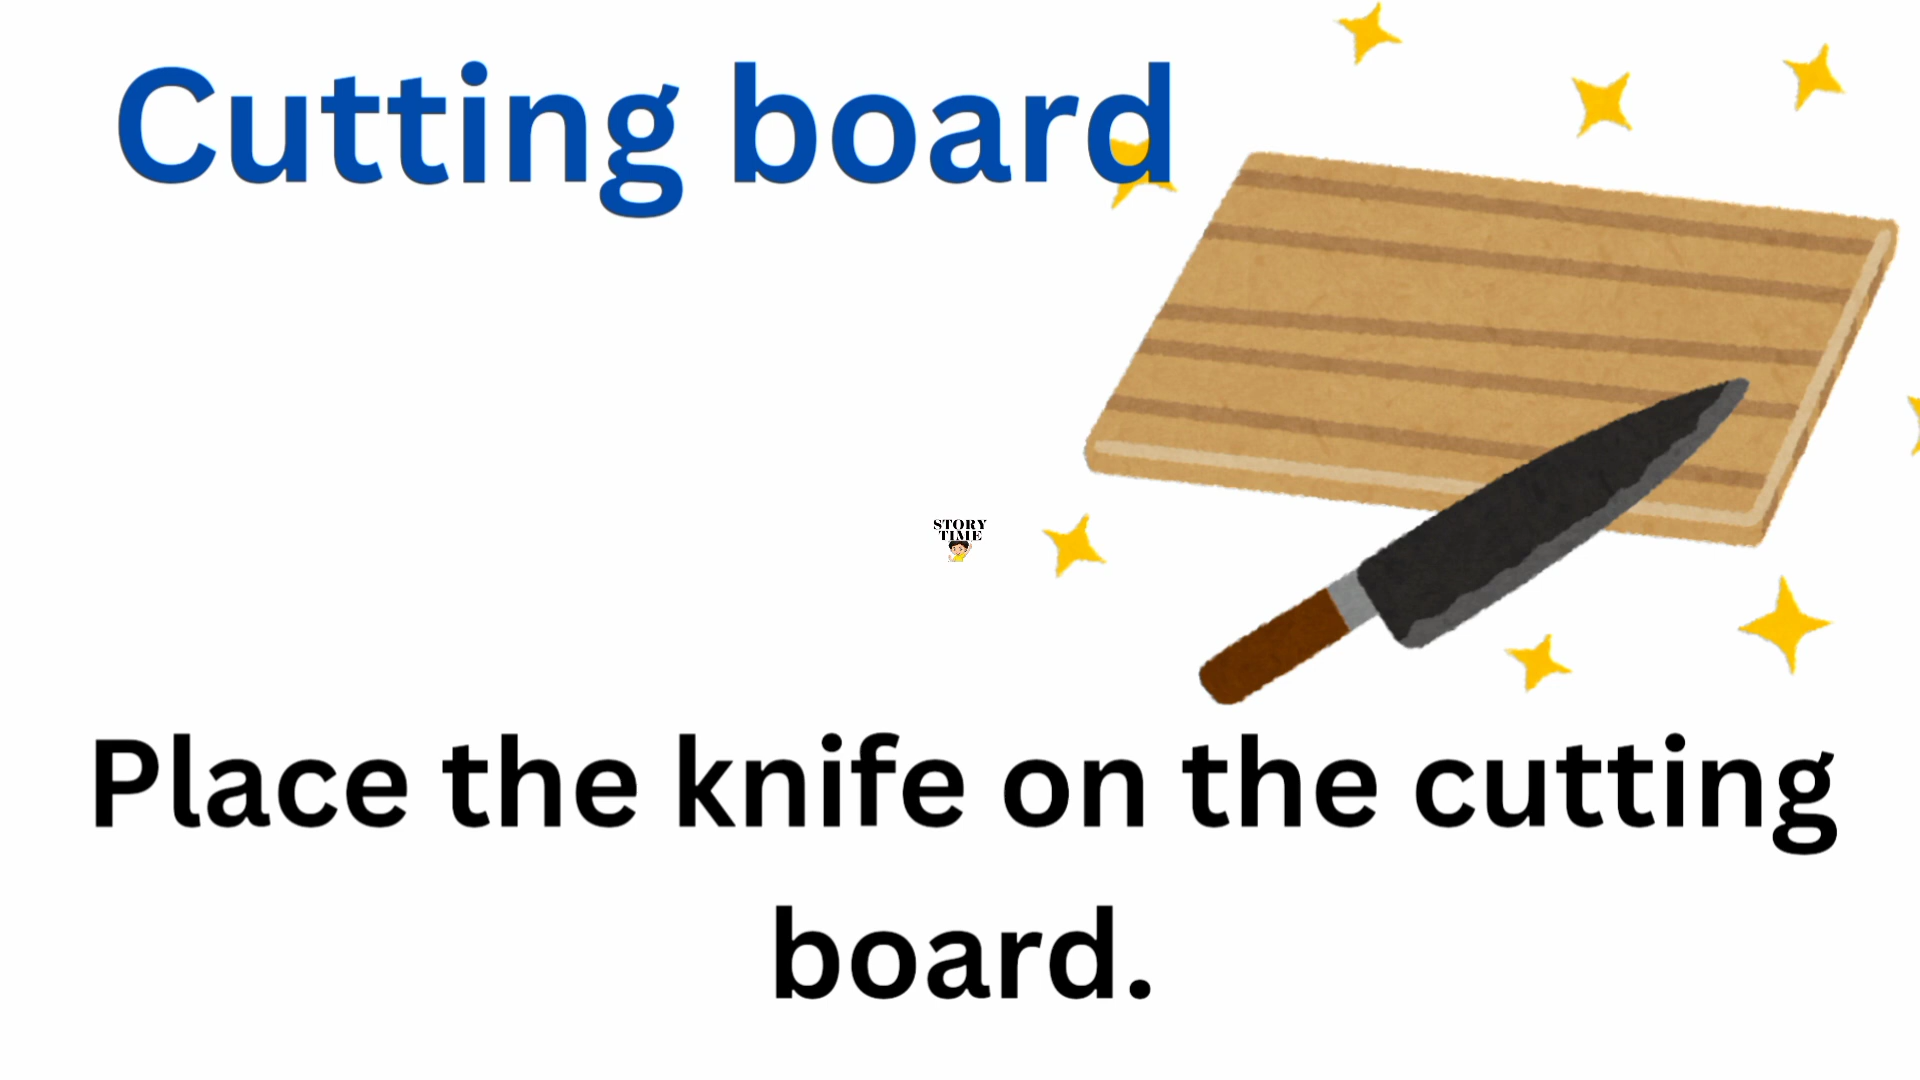 Cutting board
STORY
TIME
Place the knife on the cutting
board.